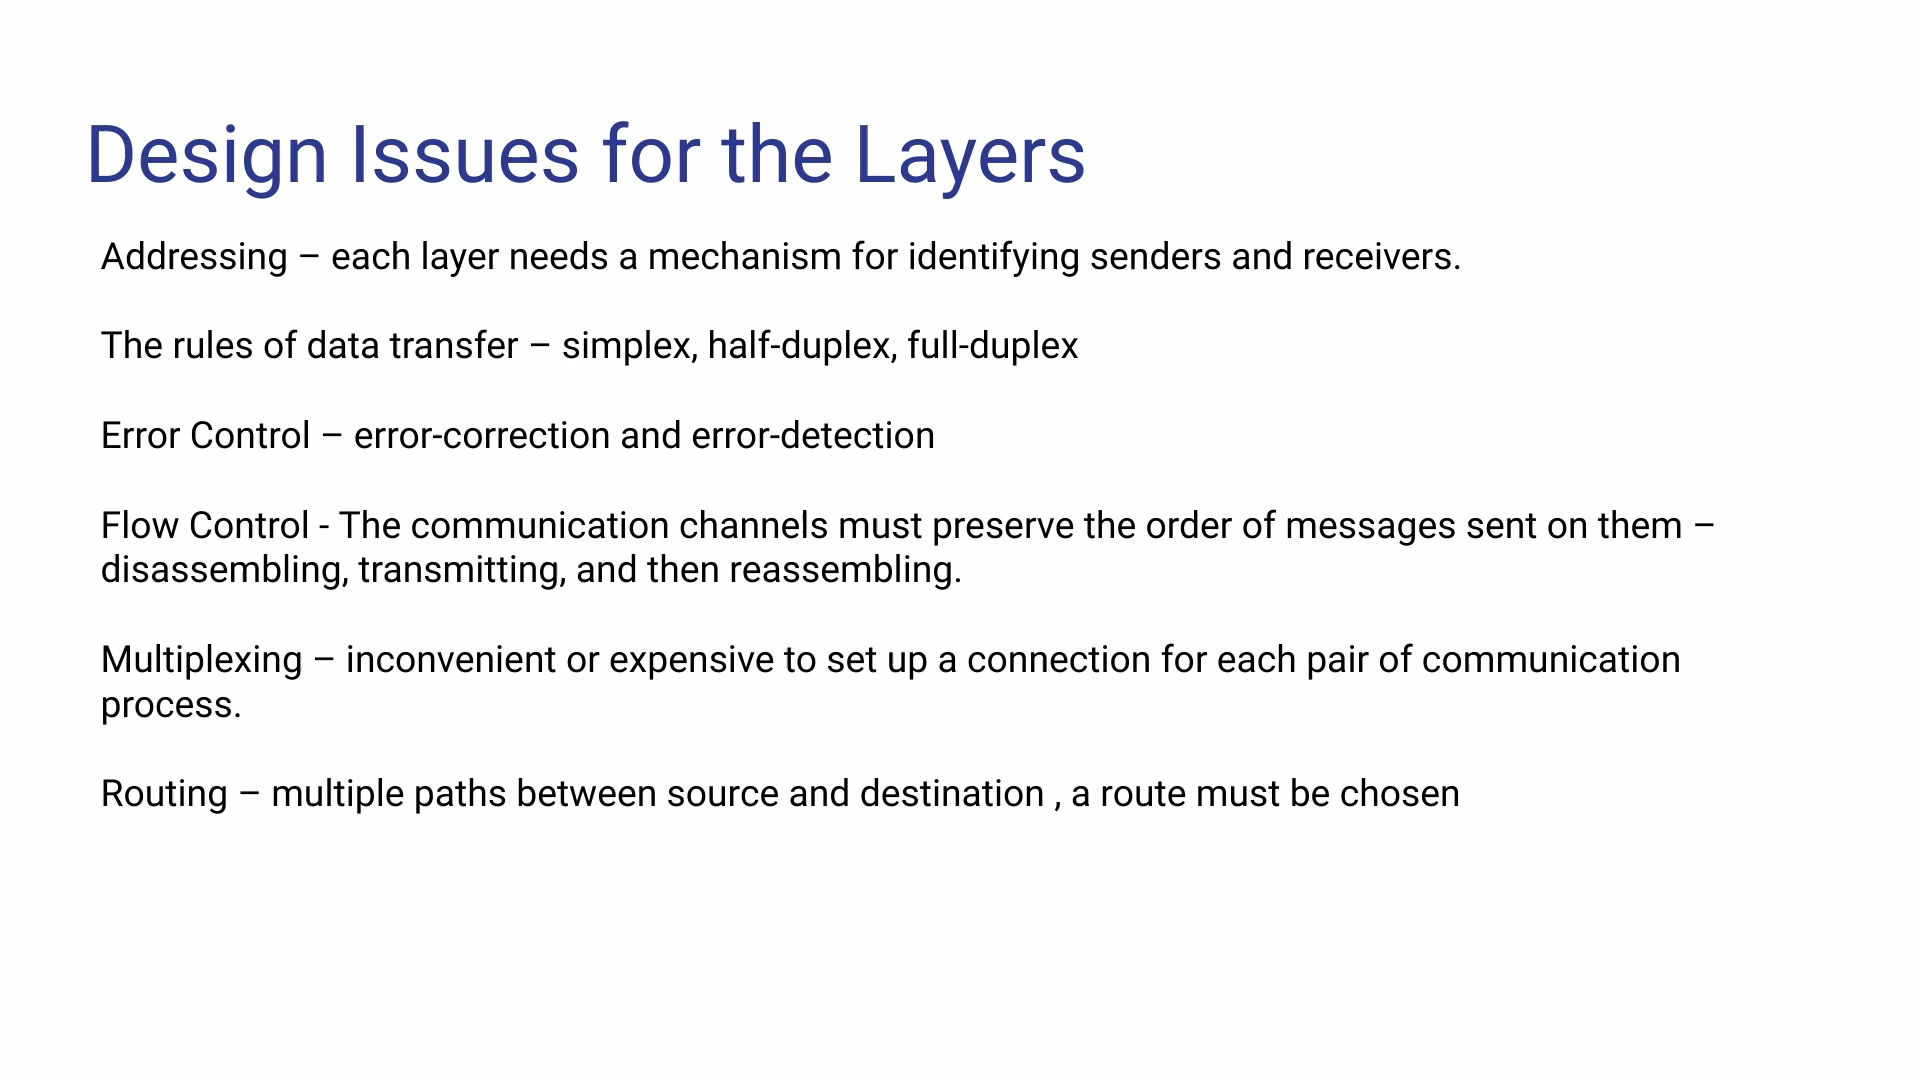 Design Issues for the Layers
Addressing – each layer needs a mechanism for identifying senders and receivers.
The rules of data transfer – simplex, half-duplex, full-duplex
Error Control – error-correction and error-detection
Flow Control - The communication channels must preserve the order of messages sent on them –
disassembling, transmitting, and then reassembling.
Multiplexing – inconvenient or expensive to set up a connection for each pair of communication
process.
Routing – multiple paths between source and destination , a route must be chosen